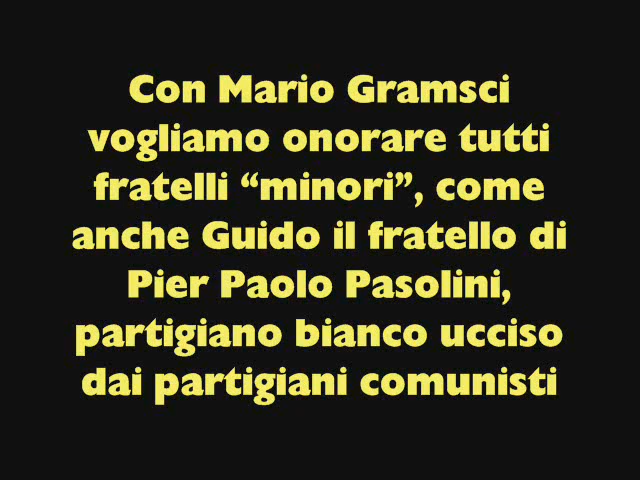 Con Mario Gramsci
vogliamo onorare tutti
fratelli “minori”, come
anche Guido il fratello di
Pier Paolo Pasolini,
partigiano bianco ucciso
dai partigiani comunisti